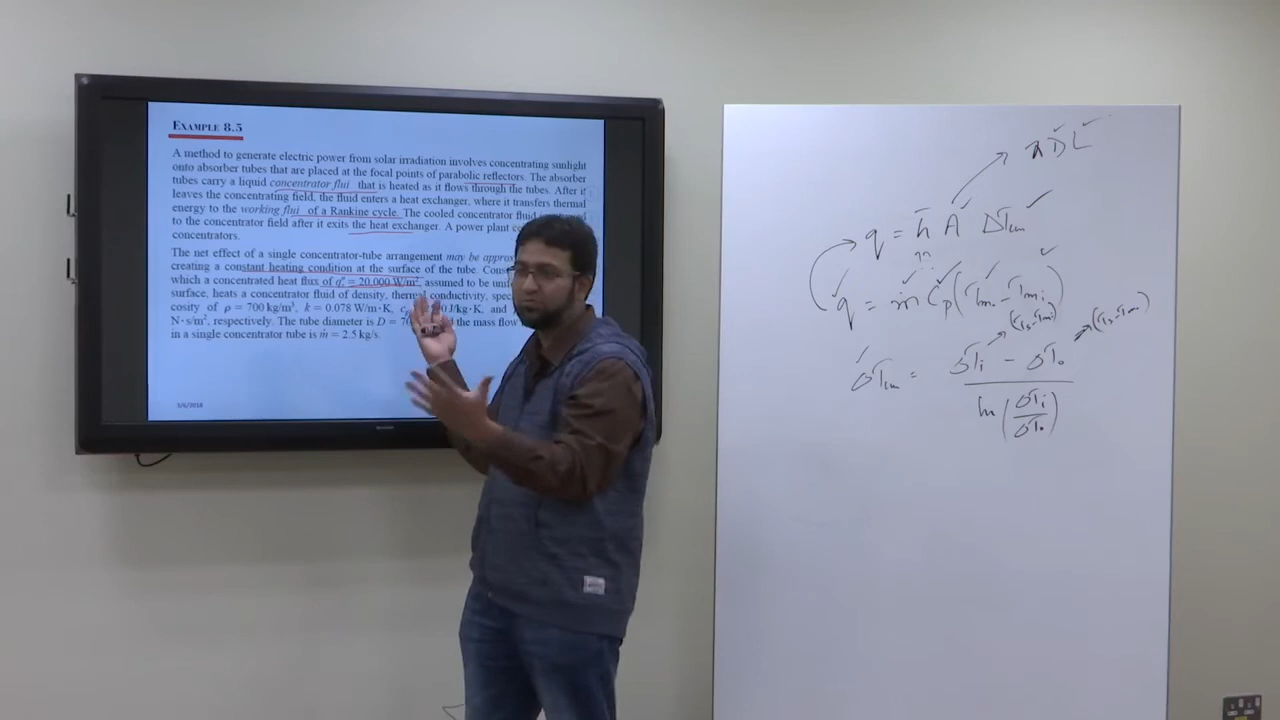 EXAMPLE 8.5
A method to generate electric power from solar irradiation involves concentrating sunlight
onto absorber tubes that are placed at the focal points of parabolic reflectors. The absorber
tubes carry a liquid concentrator flui that is heated as it flows through the tubes. After it
leaves the concentrating field, the fluid enters a heat exchanger, where it transfers thermal
energy to the working flui of a Rankine cycle. The cooled concentrator fluid
to the concentrator field after it exits the heat exchanger. A power plant
concentrators.
The net effect of a single concentrator-tube arrangement may be
creating a constant heating condition at the surface of the tube.
which a concentrated heat flux of q″ = 20,000 W/m², assumed to be
surface, heats a concentrator fluid of density, thermal conductivity,
cosity of ρ = 700 kg/m³, k = 0.078 W/m·K, J/kg·K, and
N·s/m², respectively. The tube diameter is D = the mass flow
in a single concentrator tube is ṁ = 2.5 kg/s.
5/6/2014
π D L
q = h̄ A ΔTlm
q = ṁ Cp (Tmo - Tmi)
(Ts-Tmi) (Ts-Tmo)
ΔTlm = ΔTi - ΔTo
ln (ΔTi
ΔTo)